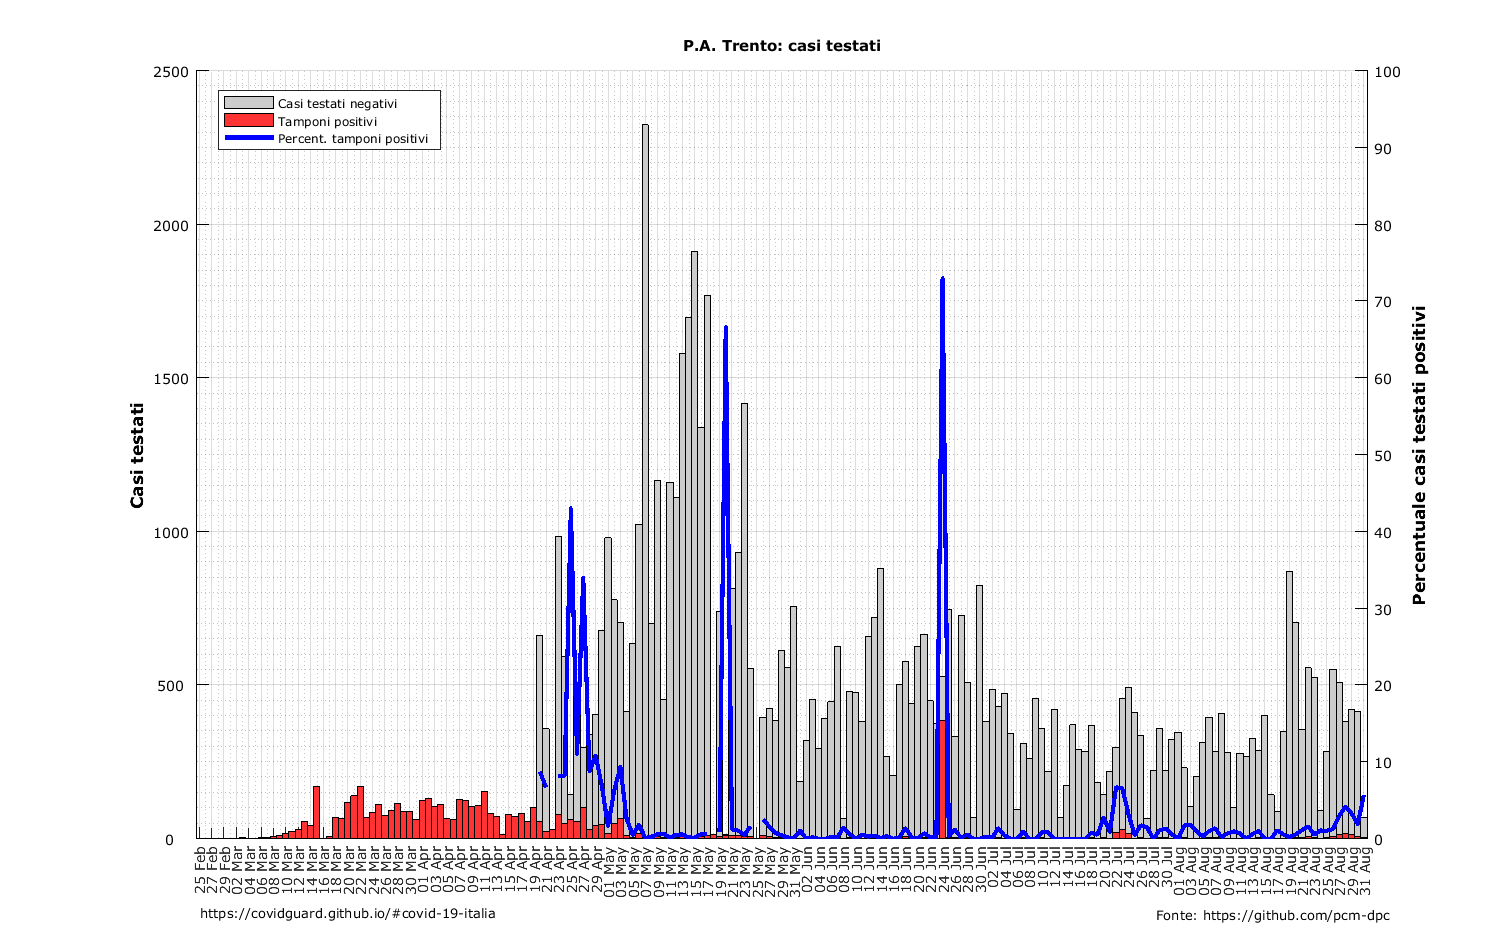 P.A. Trento: casi testati
Casi testati negativi
Tamponi positivi
Percent. tamponi positivi
Casi testati
2500
2000
1500
1000
500
0
Percentuale casi testati positivi
100
90
80
70
60
50
40
30
20
10
0
25 Feb
27 Feb
29 Feb
02 Mar
04 Mar
06 Mar
08 Mar
10 Mar
12 Mar
14 Mar
16 Mar
18 Mar
20 Mar
22 Mar
24 Mar
26 Mar
28 Mar
30 Mar
01 Apr
03 Apr
05 Apr
07 Apr
09 Apr
11 Apr
13 Apr
15 Apr
17 Apr
19 Apr
21 Apr
23 Apr
25 Apr
27 Apr
29 Apr
01 May
03 May
05 May
07 May
09 May
11 May
13 May
15 May
17 May
19 May
21 May
23 May
25 May
27 May
29 May
31 May
02 Jun
04 Jun
06 Jun
08 Jun
10 Jun
12 Jun
14 Jun
16 Jun
18 Jun
20 Jun
22 Jun
24 Jun
26 Jun
28 Jun
30 Jun
02 Jul
04 Jul
06 Jul
08 Jul
10 Jul
12 Jul
14 Jul
16 Jul
18 Jul
20 Jul
22 Jul
24 Jul
26 Jul
28 Jul
30 Jul
01 Aug
03 Aug
05 Aug
07 Aug
09 Aug
11 Aug
13 Aug
15 Aug
17 Aug
19 Aug
21 Aug
23 Aug
25 Aug
27 Aug
29 Aug
31 Aug
https://covidguard.github.io/#covid-19-italia
Fonte: https://github.com/pcm-dpc